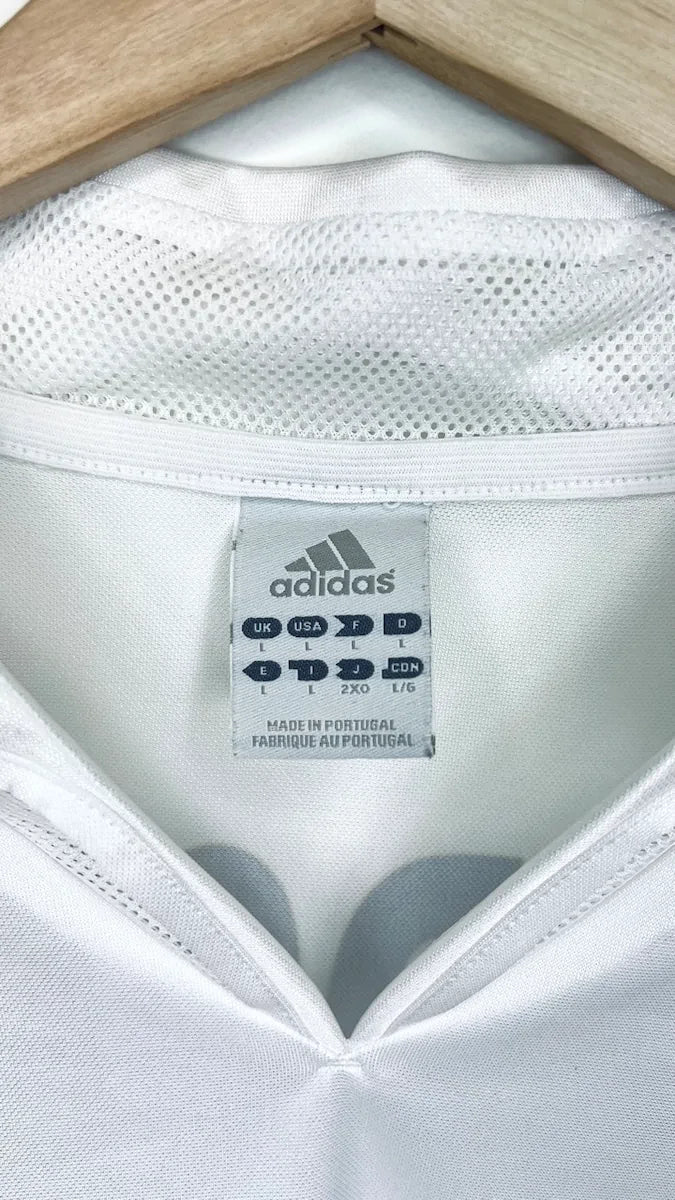 adidas
UK USA F D
L L L L
E I J CDN
L L 2XO L/G
MADE IN PORTUGAL
FABRIQUE AU PORTUGAL